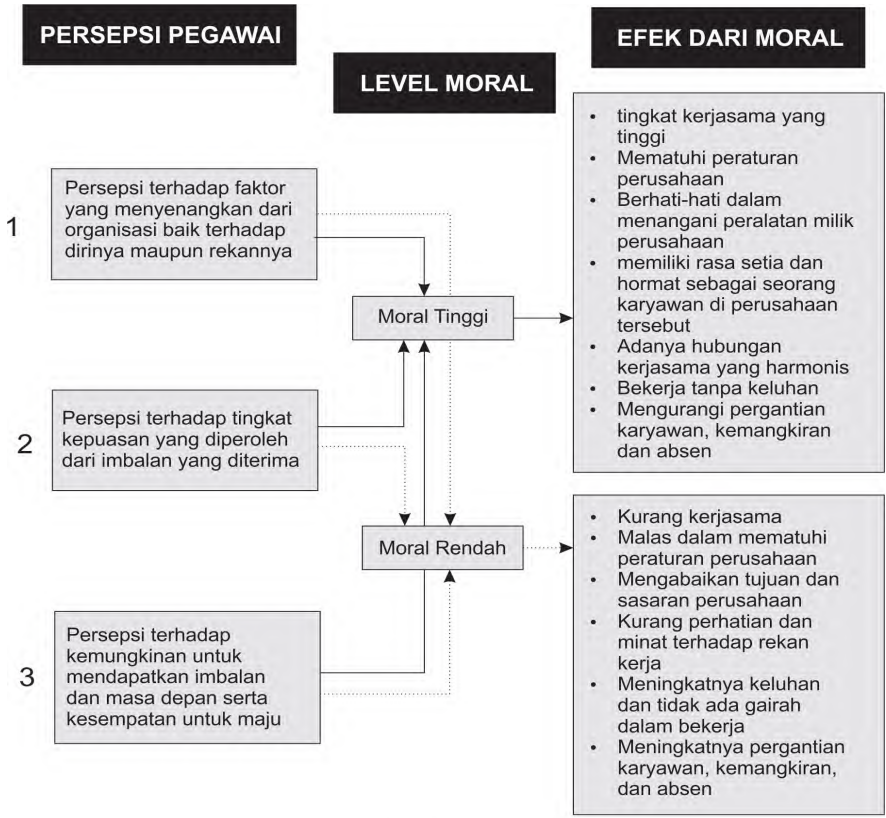 PERSEPSI PEGAWAI
LEVEL MORAL
EFEK DARI MORAL
1
Persepsi terhadap faktor
yang menyenangkan dari
organisasi baik terhadap
dirinya maupun rekannya
2
Persepsi terhadap tingkat
kepuasan yang diperoleh
dari imbalan yang diterima
3
Persepsi terhadap
kemungkinan untuk
mendapatkan imbalan
dan masa depan serta
kesempatan untuk maju
Moral Tinggi
Moral Rendah
• tingkat kerjasama yang
tinggi
• Mematuhi peraturan
perusahaan
• Berhati-hati dalam
menangani peralatan milik
perusahaan
• memiliki rasa setia dan
hormat sebagai seorang
karyawan di perusahaan
tersebut
• Adanya hubungan
kerjasama yang harmonis
• Bekerja tanpa keluhan
• Mengurangi pergantian
karyawan, kemangkiran
dan absen
• Kurang kerjasama
• Malas dalam mematuhi
peraturan perusahaan
• Mengabaikan tujuan dan
sasaran perusahaan
• Kurang perhatian dan
minat terhadap rekan
kerja
• Meningkatnya keluhan
dan tidak ada gairah
dalam bekerja
• Meningkatnya pergantian
karyawan, kemangkiran,
dan absen